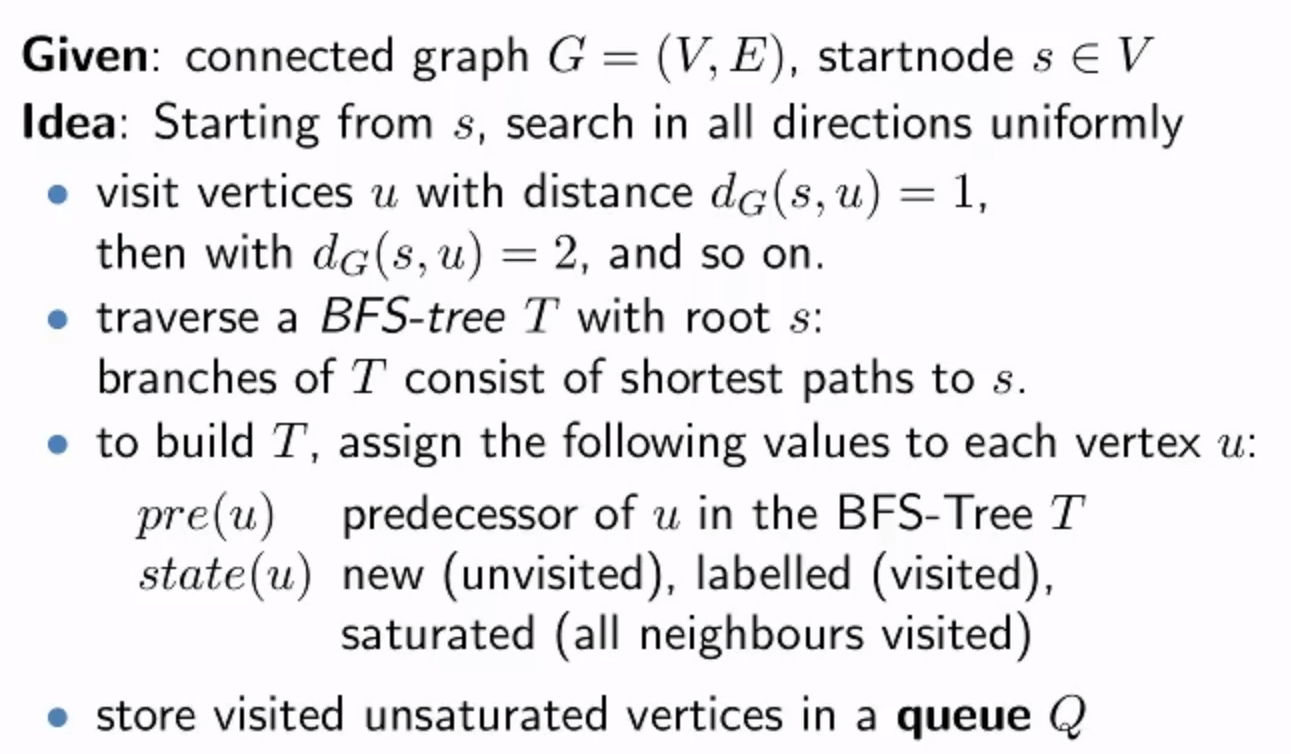 Given: connected graph G = (V, E), startnode s ∈ V
Idea: Starting from s, search in all directions uniformly
• visit vertices u with distance d_G(s, u) = 1,
then with d_G(s, u) = 2, and so on.
• traverse a BFS-tree T with root s:
branches of T consist of shortest paths to s.
• to build T, assign the following values to each vertex u:
pre(u) predecessor of u in the BFS-Tree T
state(u) new (unvisited), labelled (visited),
saturated (all neighbours visited)
• store visited unsaturated vertices in a queue Q